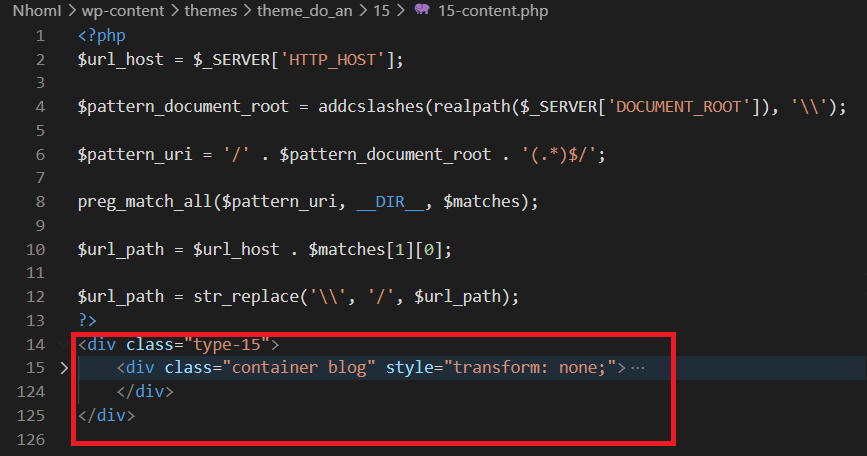 NhomI > wp-content > themes > theme_do_an > 15 > 15-content.php
1 <?php
2 $url_host = $_SERVER['HTTP_HOST'];
3
4 $pattern_document_root = addcslashes(realpath($_SERVER['DOCUMENT_ROOT']), '\\');
5
6 $pattern_uri = '/' . $pattern_document_root . '(.*)$/';
7
8 preg_match_all($pattern_uri, __DIR__, $matches);
9
10 $url_path = $url_host . $matches[1][0];
11
12 $url_path = str_replace('\\', '/', $url_path);
13 ?>
14 <div class="type-15">
15 > <div class="container blog" style="transform: none;">···
124 </div>
125 </div>
126